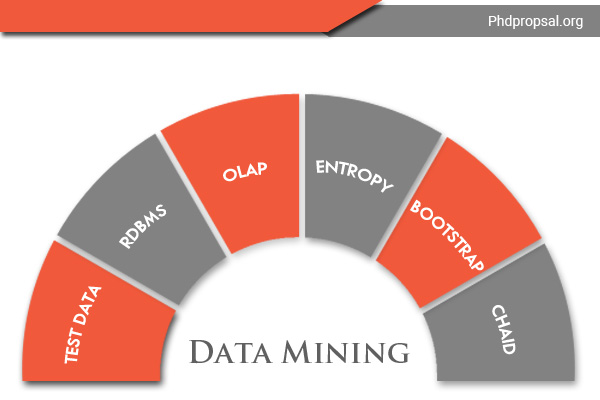 Phdpropsal.org
TEST DATA
RDBMS
OLAP
ENTROPY
BOOTSTRAP
CHAID
DATA MINING